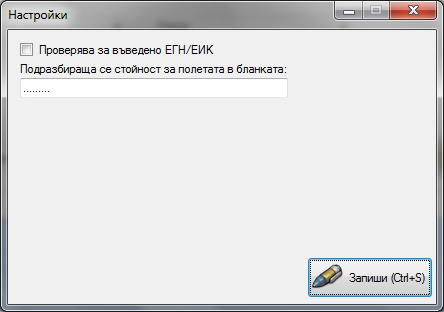 Настройки
Проверява за въведено ЕГН/ЕИК
Подразбираща се стойност за полетата в бланката:
.........
Запиши (Ctrl+S)